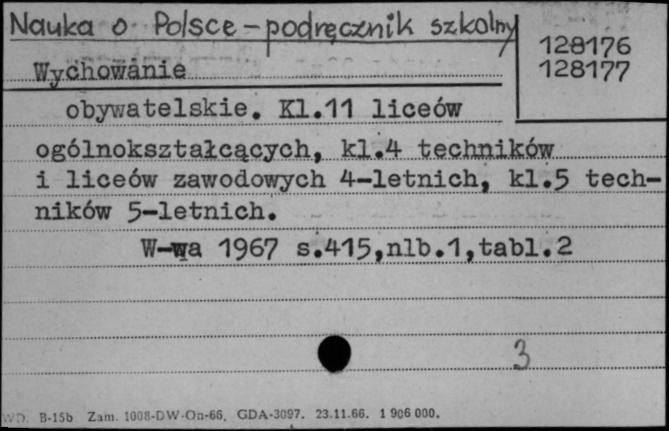 Nauka o Polsce - podręcznik szkolny
128176
128177
Wychowanie
obywatelskie. Kl.11 liceów
ogólnokształcących, kl.4 techników
i liceów zawodowych 4-letnich, kl.5 tech-
ników 5-letnich.
W-wa 1967 s.415,nlb.1,tabl.2
3
WD. B-15b Zam. 1008-DW-On-66. GDA-3097. 23.11.66. 1 906 000.